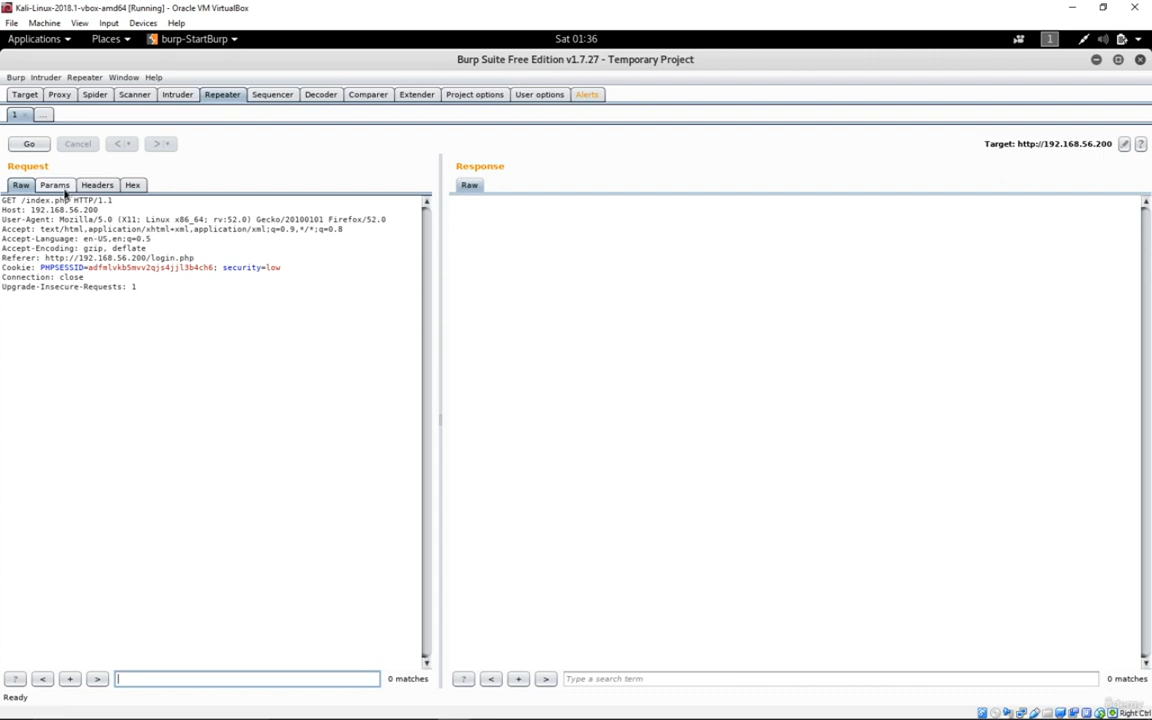 Kali-Linux-2018.1-vbox-amd64 [Running] - Oracle VM VirtualBox
File Machine View Input Devices Help
Applications Places burp-StartBurp Sat 01:36 1
Burp Suite Free Edition v1.7.27 - Temporary Project
Burp Intruder Repeater Window Help
Target Proxy Spider Scanner Intruder Repeater Sequencer Decoder Comparer Extender Project options User options Alerts
1 ...
Go Cancel < > Target: http://192.168.56.200 ?
Request Response
Raw Params Headers Hex Raw
GET /index.php HTTP/1.1
Host: 192.168.56.200
User-Agent: Mozilla/5.0 (X11; Linux x86_64; rv:52.0) Gecko/20100101 Firefox/52.0
Accept: text/html,application/xhtml+xml,application/xml;q=0.9,*/*;q=0.8
Accept-Language: en-US,en;q=0.5
Accept-Encoding: gzip, deflate
Referer: http://192.168.56.200/login.php
Cookie: PHPSESSID=adfmlvkb5mvv2qjs4jjl3b4ch6; security=low
Connection: close
Upgrade-Insecure-Requests: 1
? < + > 0 matches ? < + > Type a search term 0 matches
Ready
Right Ctrl